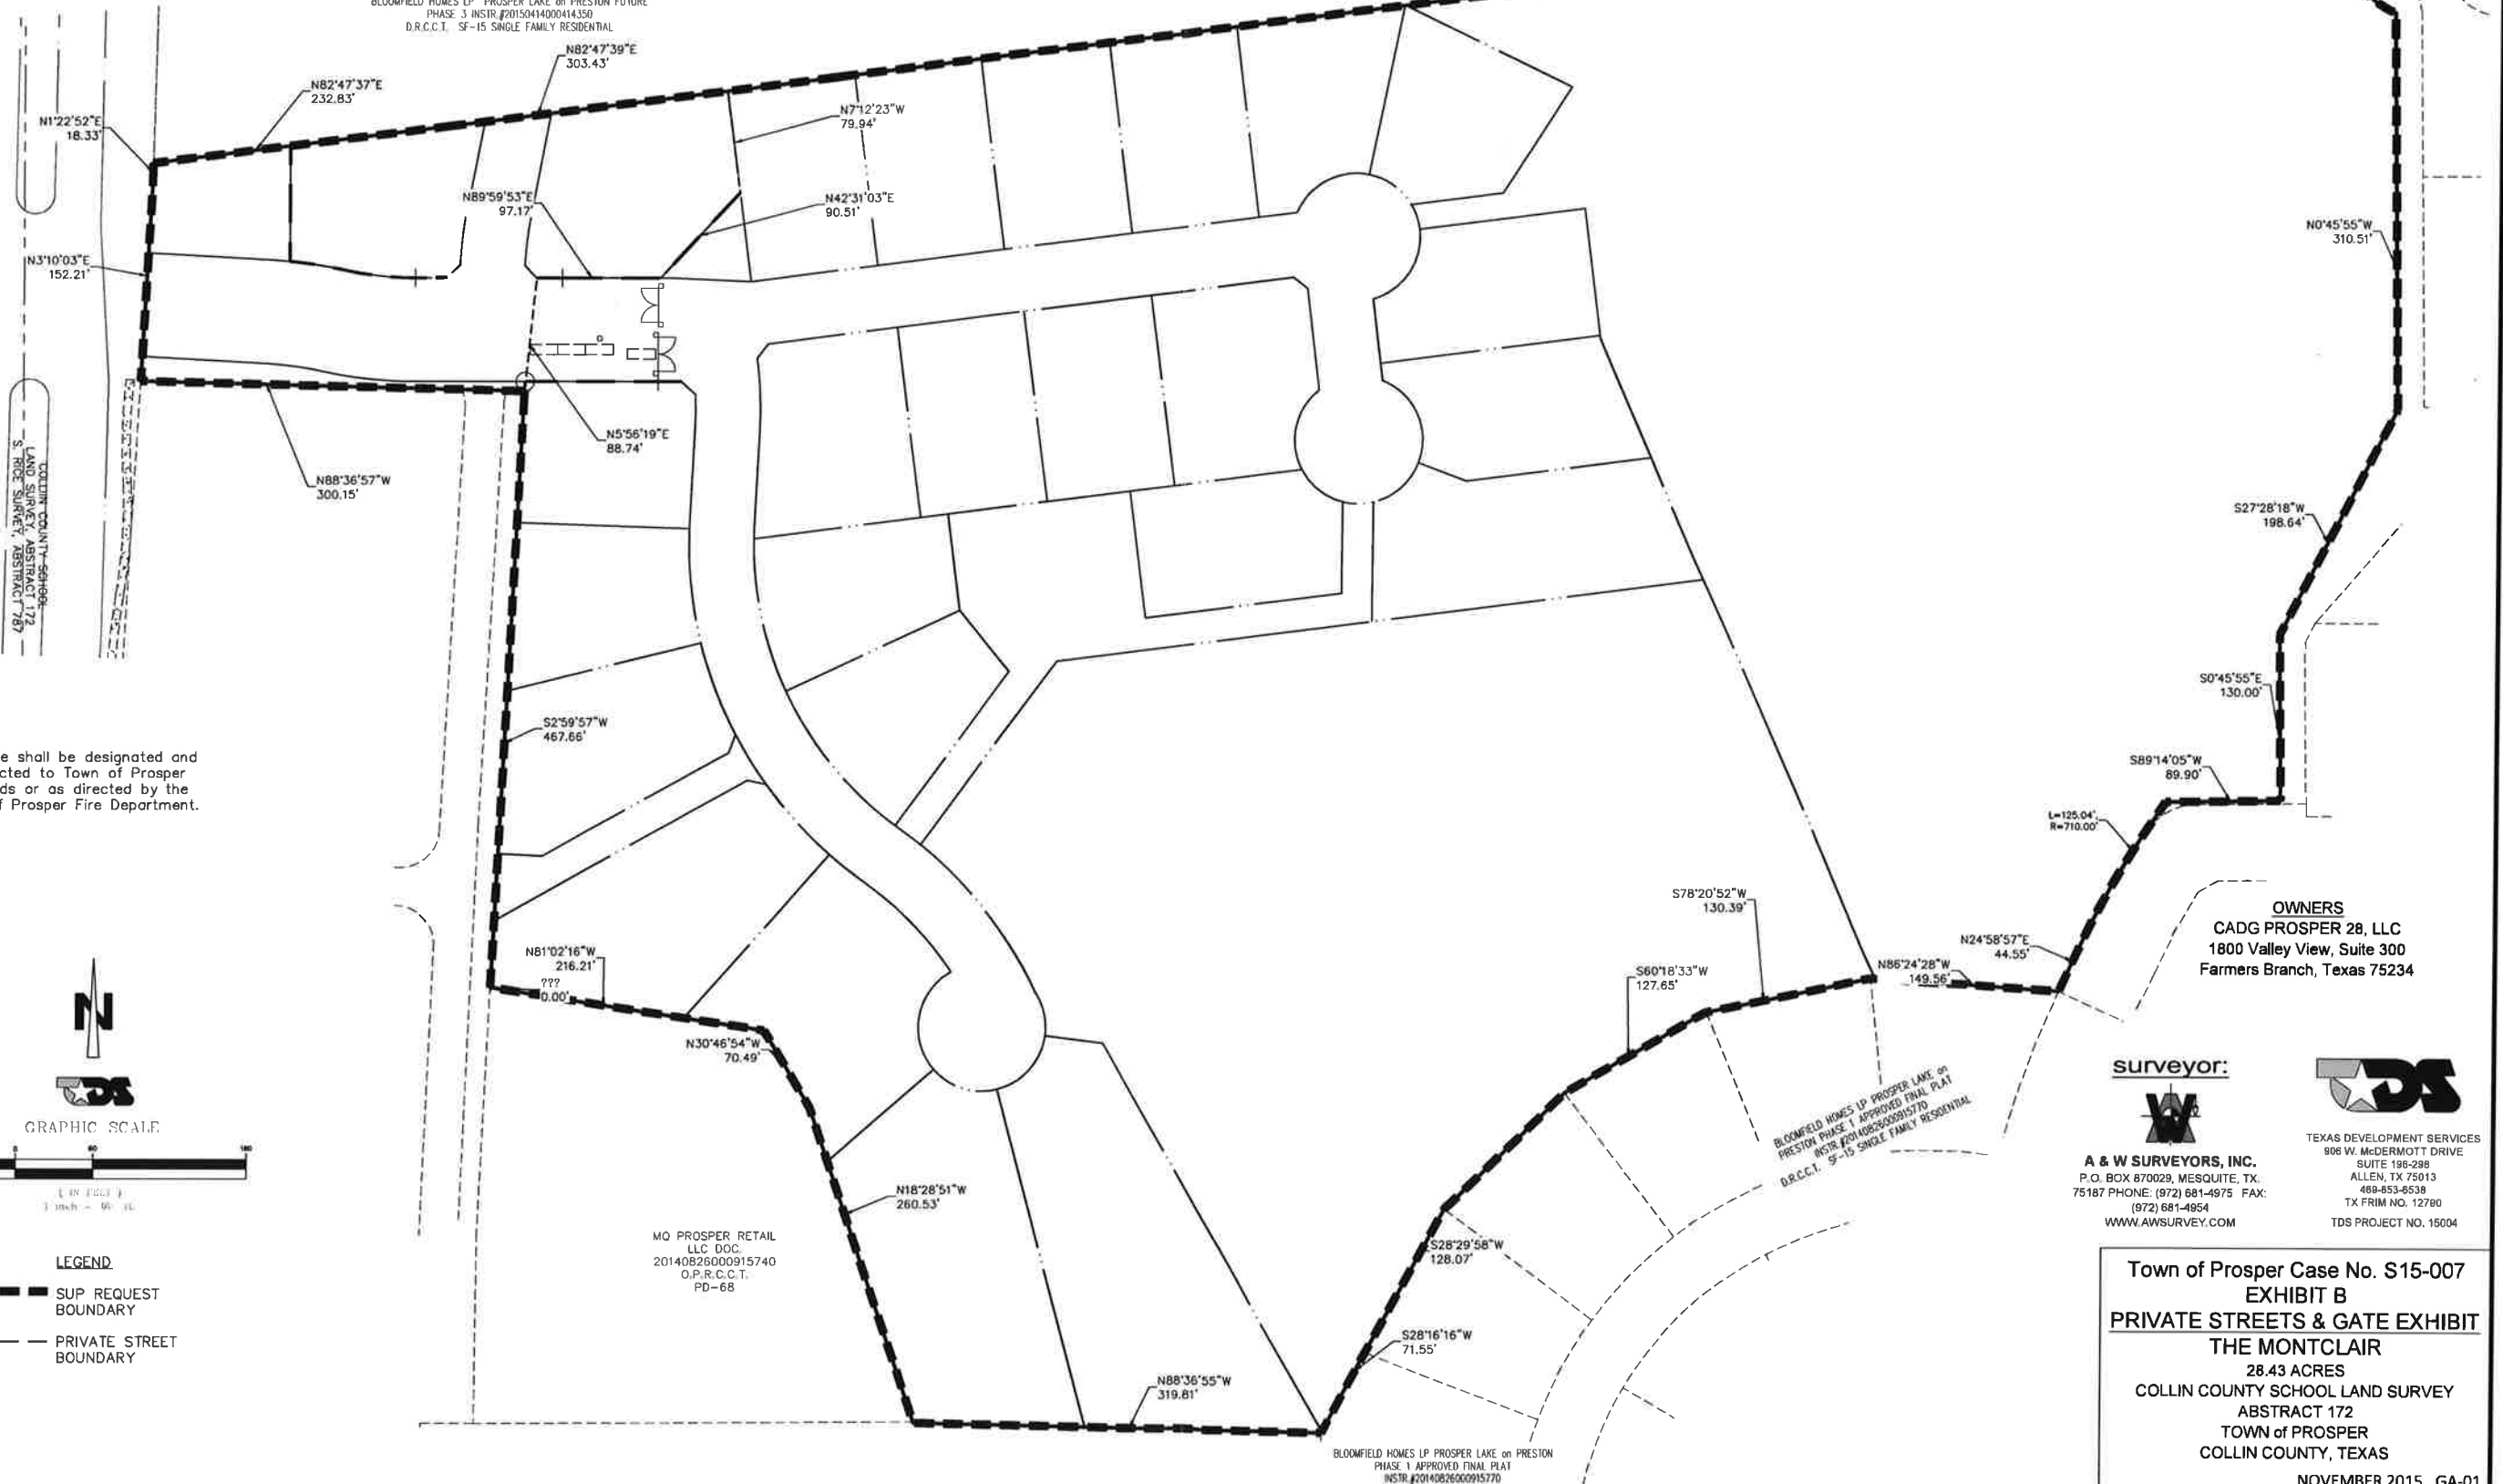 BLOOMFIELD HOMES LP PROSPER LAKE on PRESTON FUTURE
PHASE 3 INSTR.#20150414000414350
D.R.C.C.T. SF-15 SINGLE FAMILY RESIDENTIAL
N82°47'39"E
303.43'
N82°47'37"E
232.83'
N1°22'52"E
18.33'
N7°12'23"W
79.94'
N89°59'53"E
97.17'
N42°31'03"E
90.51'
N3°10'03"E
152.21'
N0°45'55"W
310.51'
N5°56'19"E
88.74'
N88°36'57"W
300.15'
COLLIN COUNTY SCHOOL
LAND SURVEY, ABSTRACT 172
S. RICE SURVEY, ABSTRACT 787
S27°28'18"W
198.64'
S0°45'55"E
130.00'
S2°59'57"W
467.66'
e shall be designated and
cted to Town of Prosper
ds or as directed by the
f Prosper Fire Department.
S89°14'05"W
89.90'
L=125.04'
R=710.00'
S78°20'52"W
130.39'
OWNERS
CADG PROSPER 28, LLC
1800 Valley View, Suite 300
Farmers Branch, Texas 75234
N81°02'16"W
216.21'
???
0.00'
N24°58'57"E
44.55'
N86°24'28"W
149.56'
S60°18'33"W
127.65'
N
N30°46'54"W
70.49'
TDS
GRAPHIC SCALE
0 90 180
( IN FEET )
1 inch = 90 ft.
surveyor:
AW
A & W SURVEYORS, INC.
P.O. BOX 870029, MESQUITE, TX.
75187 PHONE: (972) 681-4975 FAX:
(972) 681-4954
WWW.AWSURVEY.COM
TDS
TEXAS DEVELOPMENT SERVICES
906 W. McDERMOTT DRIVE
SUITE 196-298
ALLEN, TX 75013
469-853-6538
TX FRIM NO. 12780
TDS PROJECT NO. 15004
BLOOMFIELD HOMES LP PROSPER LAKE on
PRESTON PHASE 1 APPROVED FINAL PLAT
INSTR.#20140826000915770
D.R.C.C.T. SF-15 SINGLE FAMILY RESIDENTIAL
N18°28'51"W
260.53'
MQ PROSPER RETAIL
LLC DOC.
20140826000915740
O.P.R.C.C.T.
PD-68
S28°29'58"W
128.07'
LEGEND
SUP REQUEST
BOUNDARY
PRIVATE STREET
BOUNDARY
S28°16'16"W
71.55'
N88°36'55"W
319.81'
Town of Prosper Case No. S15-007
EXHIBIT B
PRIVATE STREETS & GATE EXHIBIT
THE MONTCLAIR
28.43 ACRES
COLLIN COUNTY SCHOOL LAND SURVEY
ABSTRACT 172
TOWN of PROSPER
COLLIN COUNTY, TEXAS
NOVEMBER 2015 GA-01
BLOOMFIELD HOMES LP PROSPER LAKE on PRESTON
PHASE 1 APPROVED FINAL PLAT
INSTR.#20140826000915770